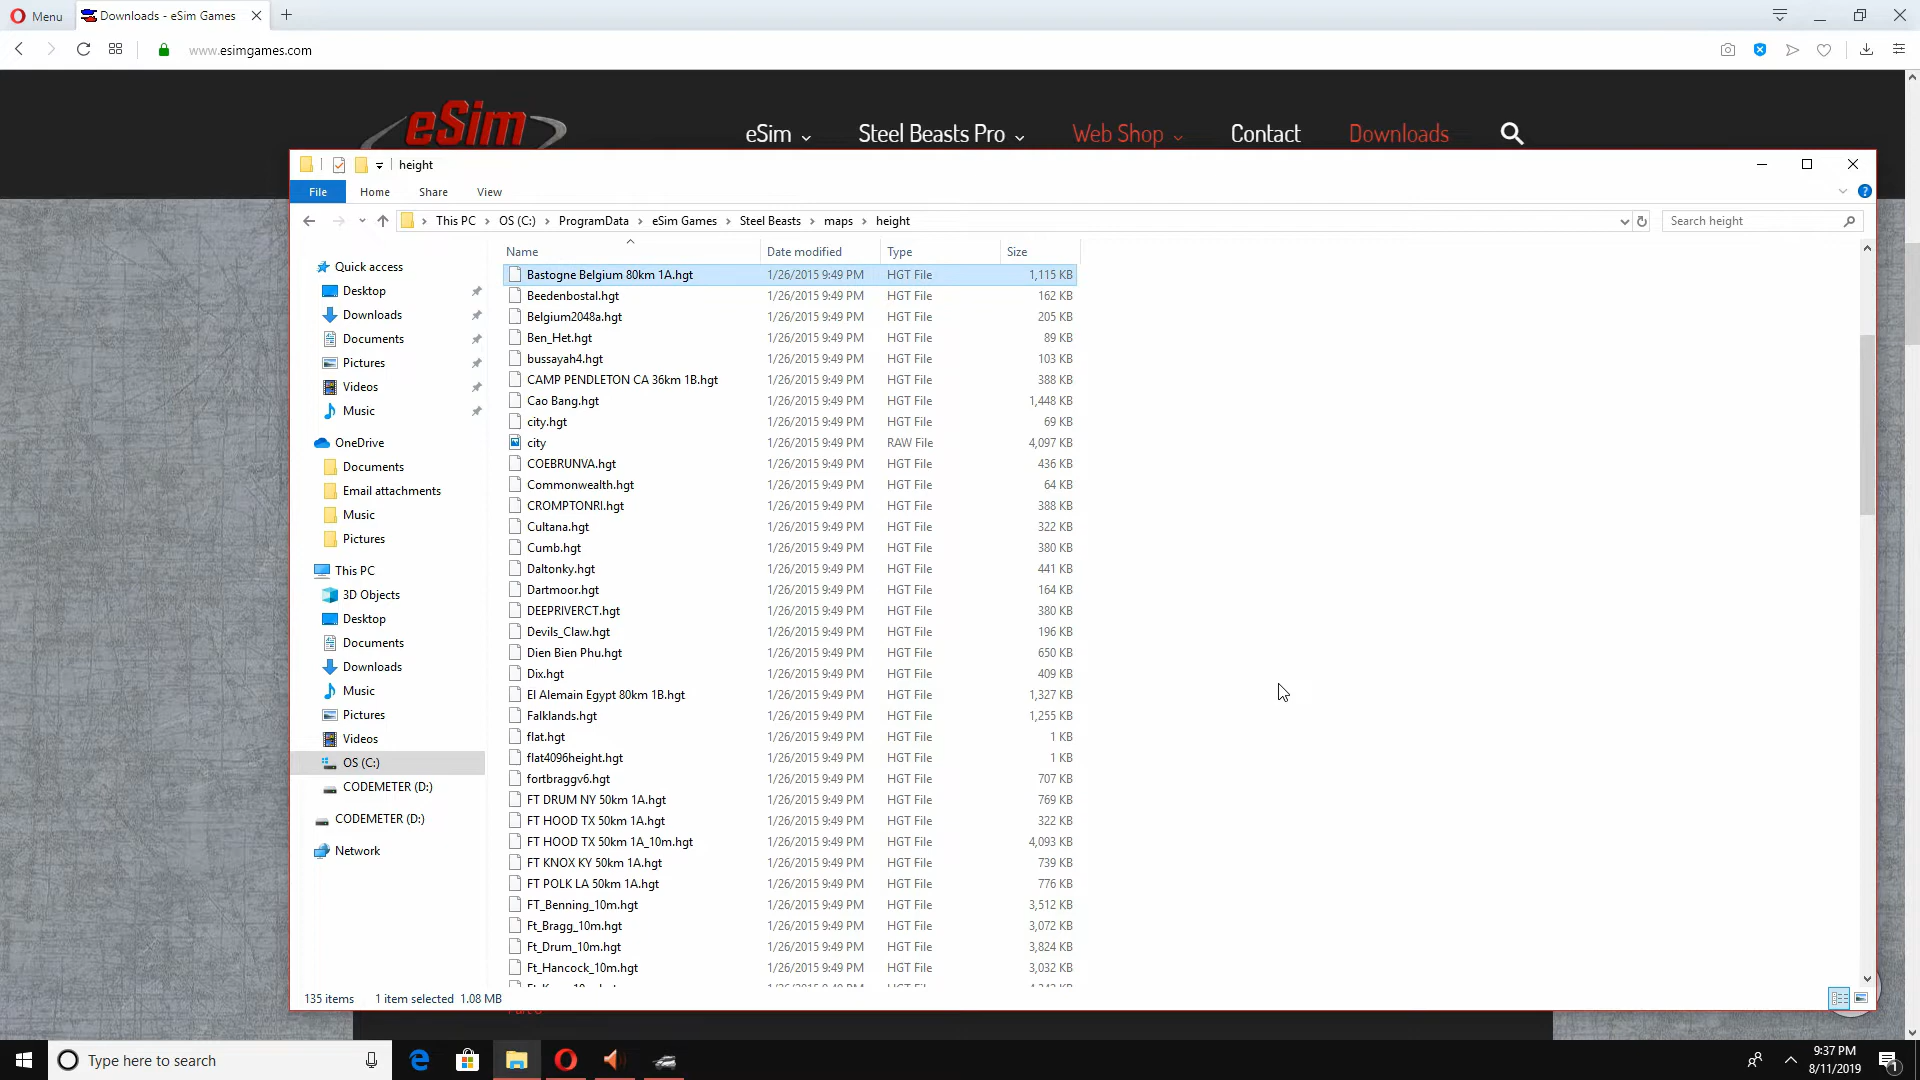 Menu
Downloads - eSim Games
www.esimgames.com
eSim
eSim
Steel Beasts Pro
Web Shop
Contact
Downloads
height
File
Home
Share
View
This PC
OS (C:)
ProgramData
eSim Games
Steel Beasts
maps
height
Search height
Name
Date modified
Type
Size
Quick access
Desktop
Downloads
Documents
Pictures
Videos
Music
OneDrive
Documents
Email attachments
Music
Pictures
This PC
3D Objects
Desktop
Documents
Downloads
Music
Pictures
Videos
OS (C:)
CODEMETER (D:)
CODEMETER (D:)
Network
Bastogne Belgium 80km 1A.hgt 1/26/2015 9:49 PM HGT File 1,115 KB
Beedenbostal.hgt 1/26/2015 9:49 PM HGT File 162 KB
Belgium2048a.hgt 1/26/2015 9:49 PM HGT File 205 KB
Ben_Het.hgt 1/26/2015 9:49 PM HGT File 89 KB
bussayah4.hgt 1/26/2015 9:49 PM HGT File 103 KB
CAMP PENDLETON CA 36km 1B.hgt 1/26/2015 9:49 PM HGT File 388 KB
Cao Bang.hgt 1/26/2015 9:49 PM HGT File 1,448 KB
city.hgt 1/26/2015 9:49 PM HGT File 69 KB
city 1/26/2015 9:49 PM RAW File 4,097 KB
COEBRUNVA.hgt 1/26/2015 9:49 PM HGT File 436 KB
Commonwealth.hgt 1/26/2015 9:49 PM HGT File 64 KB
CROMPTONRI.hgt 1/26/2015 9:49 PM HGT File 388 KB
Cultana.hgt 1/26/2015 9:49 PM HGT File 322 KB
Cumb.hgt 1/26/2015 9:49 PM HGT File 380 KB
Daltonky.hgt 1/26/2015 9:49 PM HGT File 441 KB
Dartmoor.hgt 1/26/2015 9:49 PM HGT File 164 KB
DEEPRIVERCT.hgt 1/26/2015 9:49 PM HGT File 380 KB
Devils_Claw.hgt 1/26/2015 9:49 PM HGT File 196 KB
Dien Bien Phu.hgt 1/26/2015 9:49 PM HGT File 650 KB
Dix.hgt 1/26/2015 9:49 PM HGT File 409 KB
El Alemain Egypt 80km 1B.hgt 1/26/2015 9:49 PM HGT File 1,327 KB
Falklands.hgt 1/26/2015 9:49 PM HGT File 1,255 KB
flat.hgt 1/26/2015 9:49 PM HGT File 1 KB
flat4096height.hgt 1/26/2015 9:49 PM HGT File 1 KB
fortbraggv6.hgt 1/26/2015 9:49 PM HGT File 707 KB
FT DRUM NY 50km 1A.hgt 1/26/2015 9:49 PM HGT File 769 KB
FT HOOD TX 50km 1A.hgt 1/26/2015 9:49 PM HGT File 322 KB
FT HOOD TX 50km 1A_10m.hgt 1/26/2015 9:49 PM HGT File 4,093 KB
FT KNOX KY 50km 1A.hgt 1/26/2015 9:49 PM HGT File 739 KB
FT POLK LA 50km 1A.hgt 1/26/2015 9:49 PM HGT File 776 KB
FT_Benning_10m.hgt 1/26/2015 9:49 PM HGT File 3,512 KB
Ft_Bragg_10m.hgt 1/26/2015 9:49 PM HGT File 3,072 KB
Ft_Drum_10m.hgt 1/26/2015 9:49 PM HGT File 3,824 KB
Ft_Hancock_10m.hgt 1/26/2015 9:49 PM HGT File 3,032 KB
135 items
1 item selected 1.08 MB
Type here to search
9:37 PM
8/11/2019
1